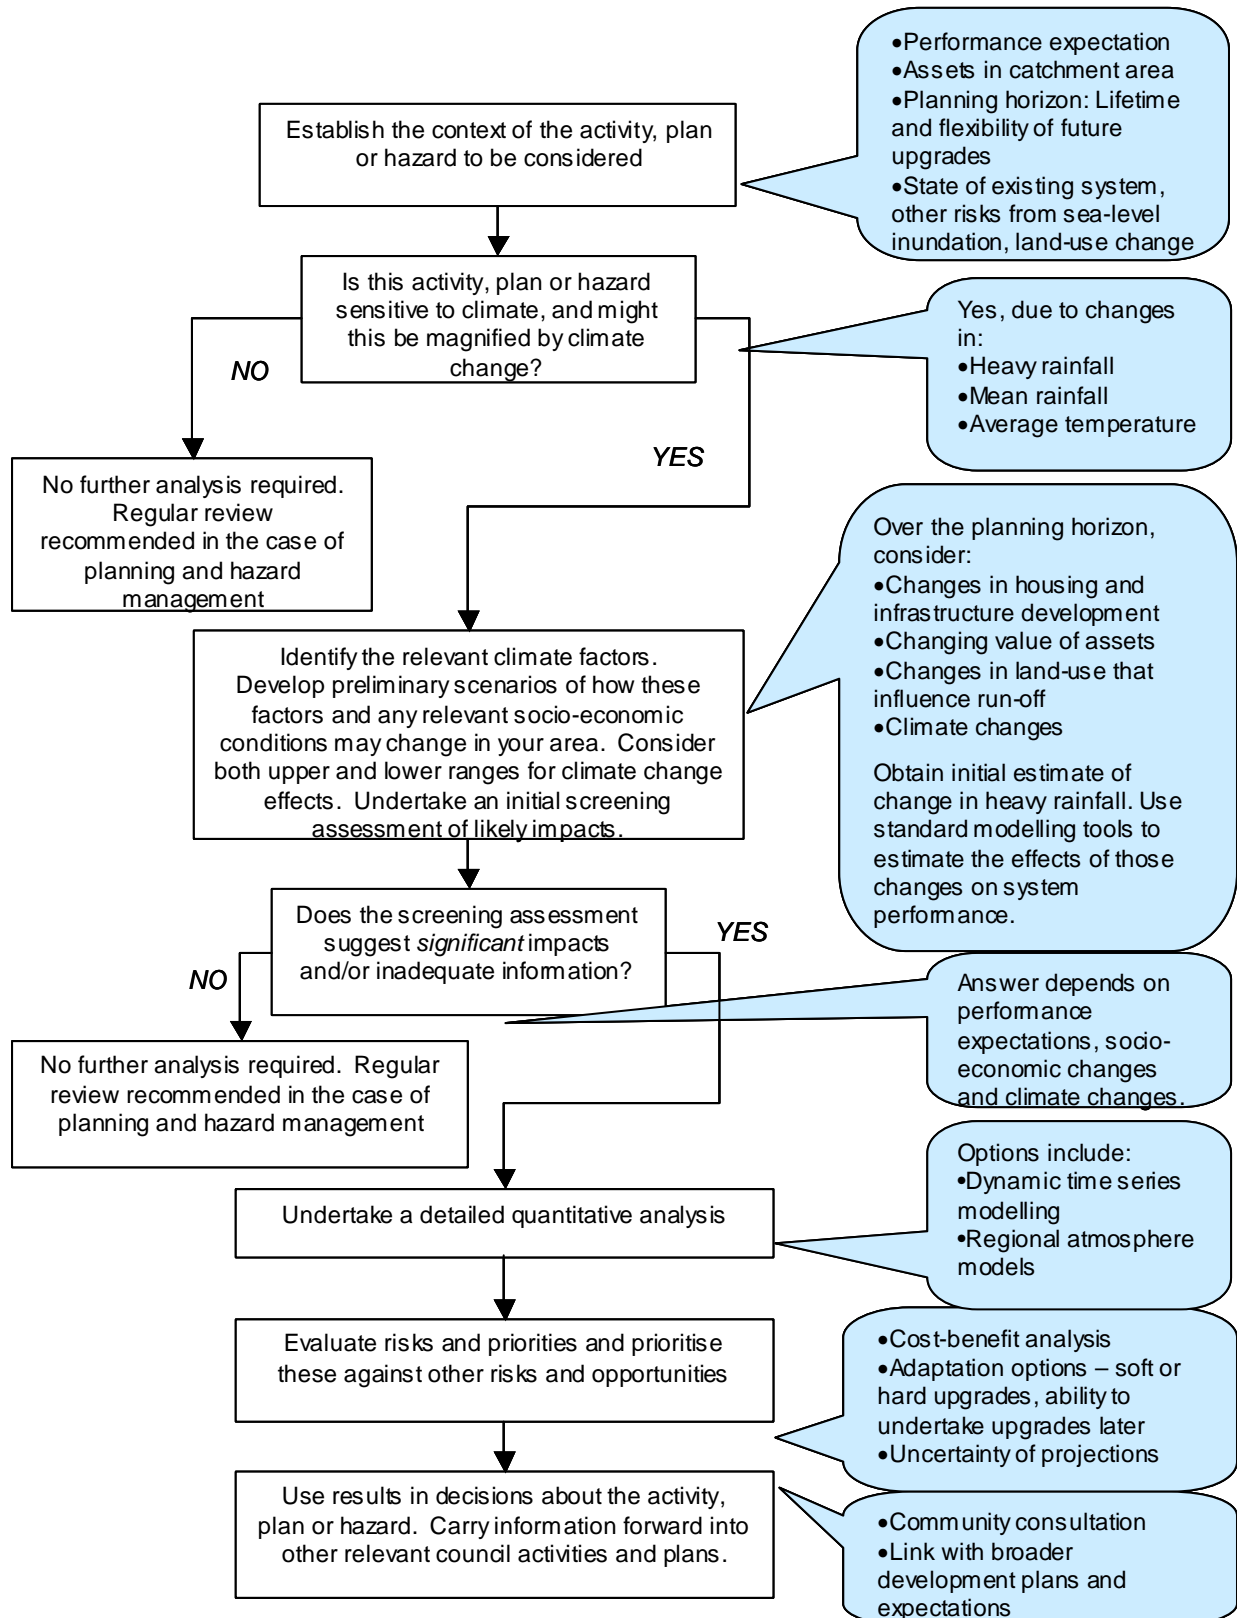 •Performance expectation
•Assets in catchment area
•Planning horizon: Lifetime
and flexibility of future
upgrades
•State of existing system,
other risks from sea-level
inundation, land-use change
Establish the context of the activity, plan
or hazard to be considered
Is this activity, plan or hazard
sensitive to climate, and might
this be magnified by climate
change?
Yes, due to changes
in:
•Heavy rainfall
•Mean rainfall
•Average temperature
NO
YES
No further analysis required.
Regular review
recommended in the case of
planning and hazard
management
Over the planning horizon,
consider:
•Changes in housing and
infrastructure development
•Changing value of assets
•Changes in land-use that
influence run-off
•Climate changes
Obtain initial estimate of
change in heavy rainfall. Use
standard modelling tools to
estimate the effects of those
changes on system
performance.
Identify the relevant climate factors.
Develop preliminary scenarios of how these
factors and any relevant socio-economic
conditions may change in your area.  Consider
both upper and lower ranges for climate change
effects.  Undertake an initial screening
assessment of likely impacts.
Does the screening assessment
suggest significant impacts
and/or inadequate information?
YES
NO
Answer depends on
performance
expectations, socio-
economic changes
and climate changes.
No further analysis required.  Regular
review recommended in the case of
planning and hazard management
Options include:
•Dynamic time series
modelling
•Regional atmosphere
models
Undertake a detailed quantitative analysis
Evaluate risks and priorities and prioritise
these against other risks and opportunities
•Cost-benefit analysis
•Adaptation options – soft or
hard upgrades, ability to
undertake upgrades later
•Uncertainty of projections
Use results in decisions about the activity,
plan or hazard.  Carry information forward into
other relevant council activities and plans.
•Community consultation
•Link with broader
development plans and
expectations